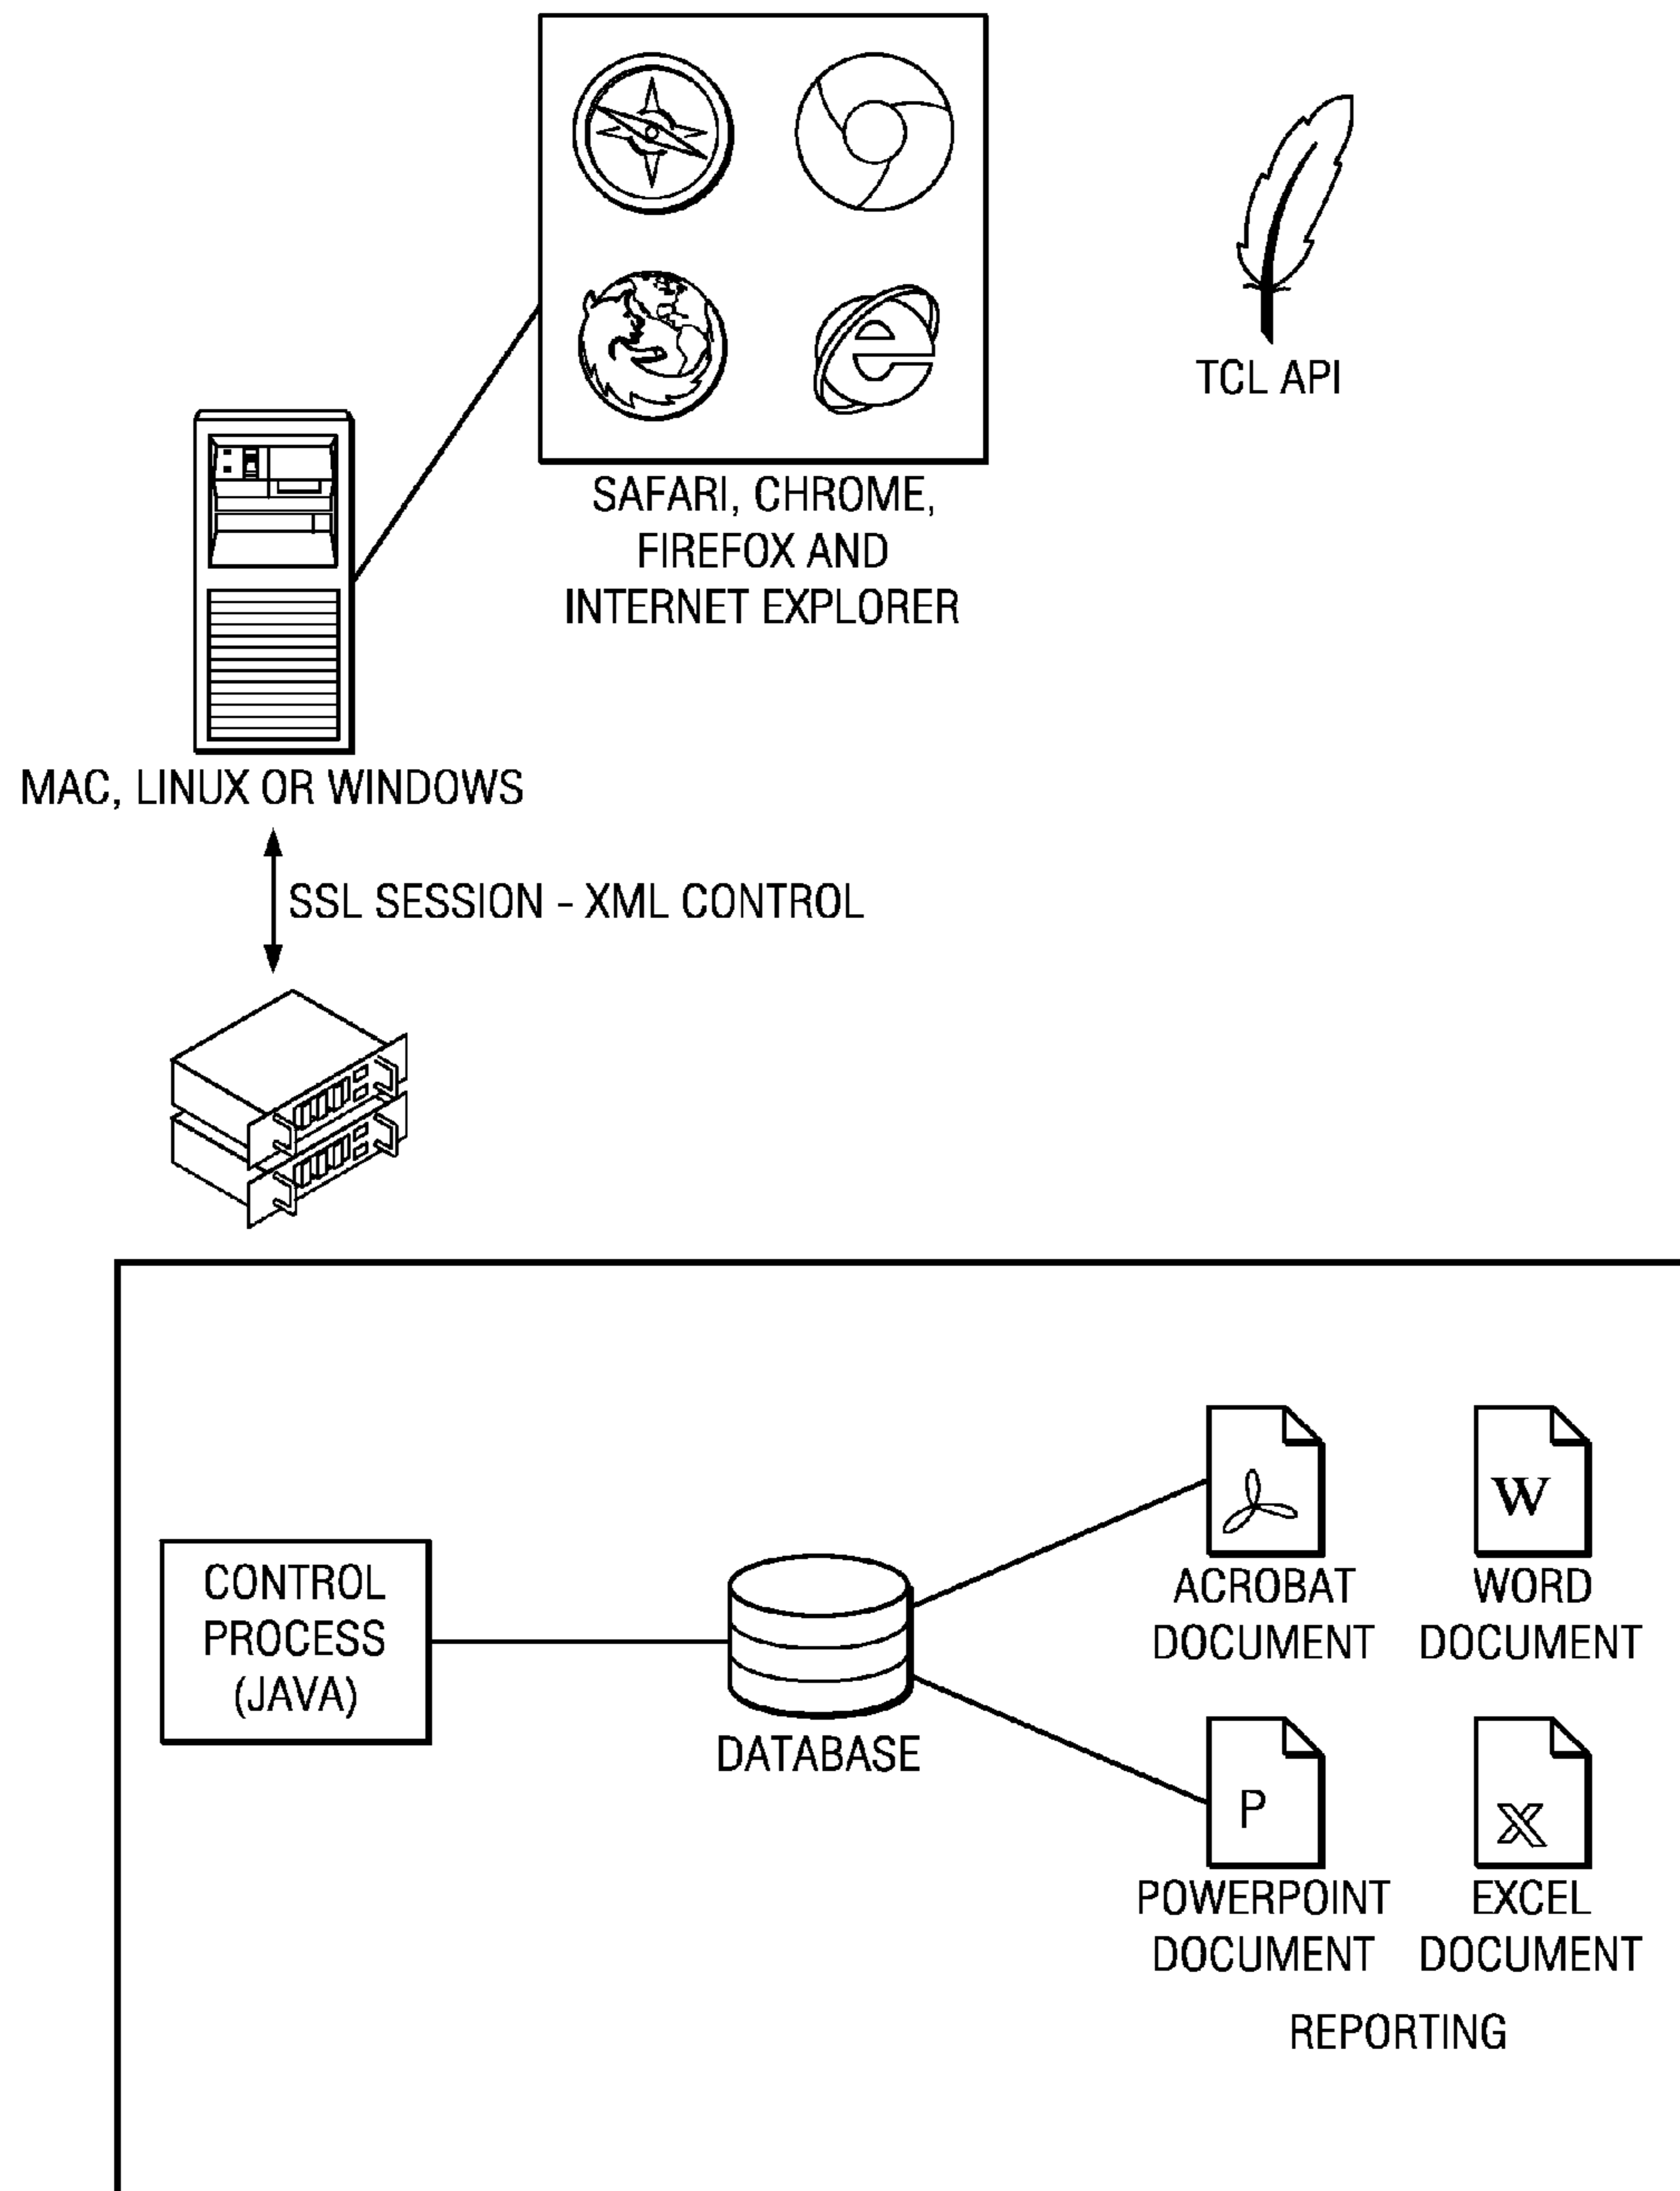 TCL API
SAFARI, CHROME,
FIREFOX AND
INTERNET EXPLORER
MAC, LINUX OR WINDOWS
SSL SESSION - XML CONTROL
CONTROL
PROCESS
(JAVA)
DATABASE
W
ACROBAT
DOCUMENT
WORD
DOCUMENT
P
X
POWERPOINT
DOCUMENT
EXCEL
DOCUMENT
REPORTING